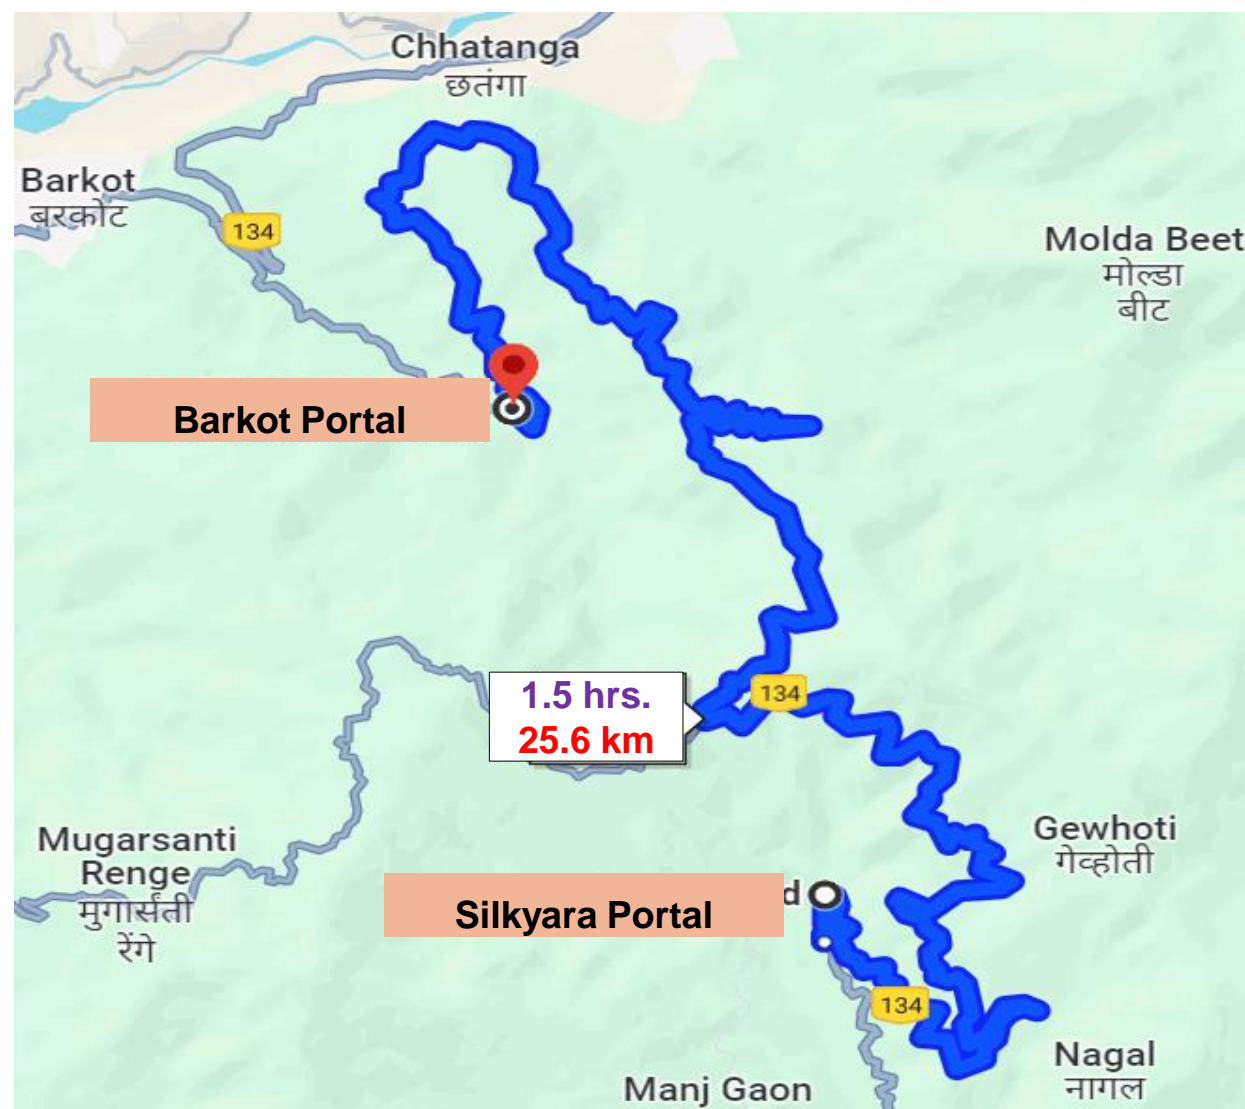 Chhatanga
छतंगा
Barkot
बरकोट
134
Molda Beet
मोल्डा
बीट
Barkot Portal
1.5 hrs.
25.6 km
134
Mugarsanti
Renge
मुगार्संती
रेंगे
Gewhoti
गेव्होती
d
Silkyara Portal
134
Nagal
नागल
Manj Gaon